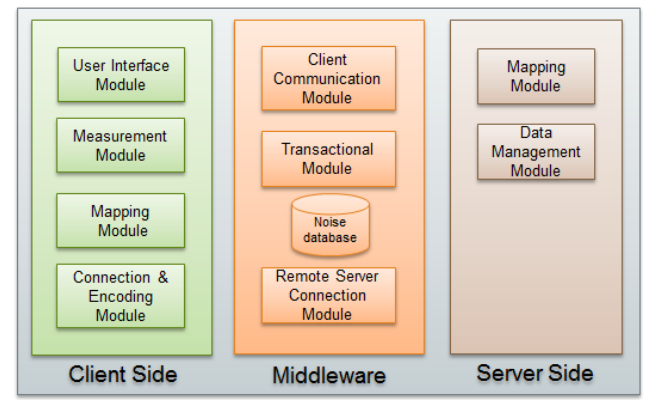 User Interface
Module
Measurement
Module
Mapping
Module
Connection &
Encoding
Module
Client Side
Client
Communication
Module
Transactional
Module
Noise
database
Remote Server
Connection
Module
Middleware
Mapping
Module
Data
Management
Module
Server Side